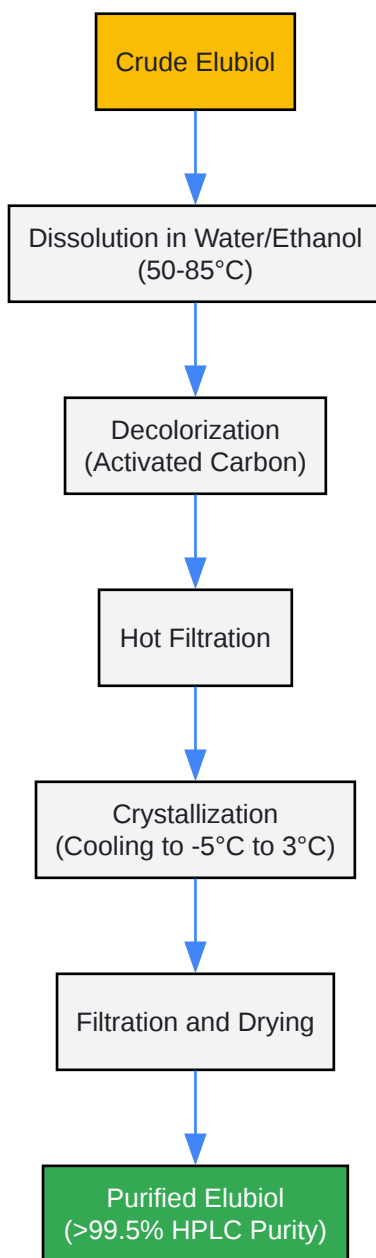 Crude Elubiol
Dissolution in Water/Ethanol
(50-85°C)
Decolorization
(Activated Carbon)
Hot Filtration
Crystallization
(Cooling to -5°C to 3°C)
Filtration and Drying
Purified Elubiol
(>99.5% HPLC Purity)